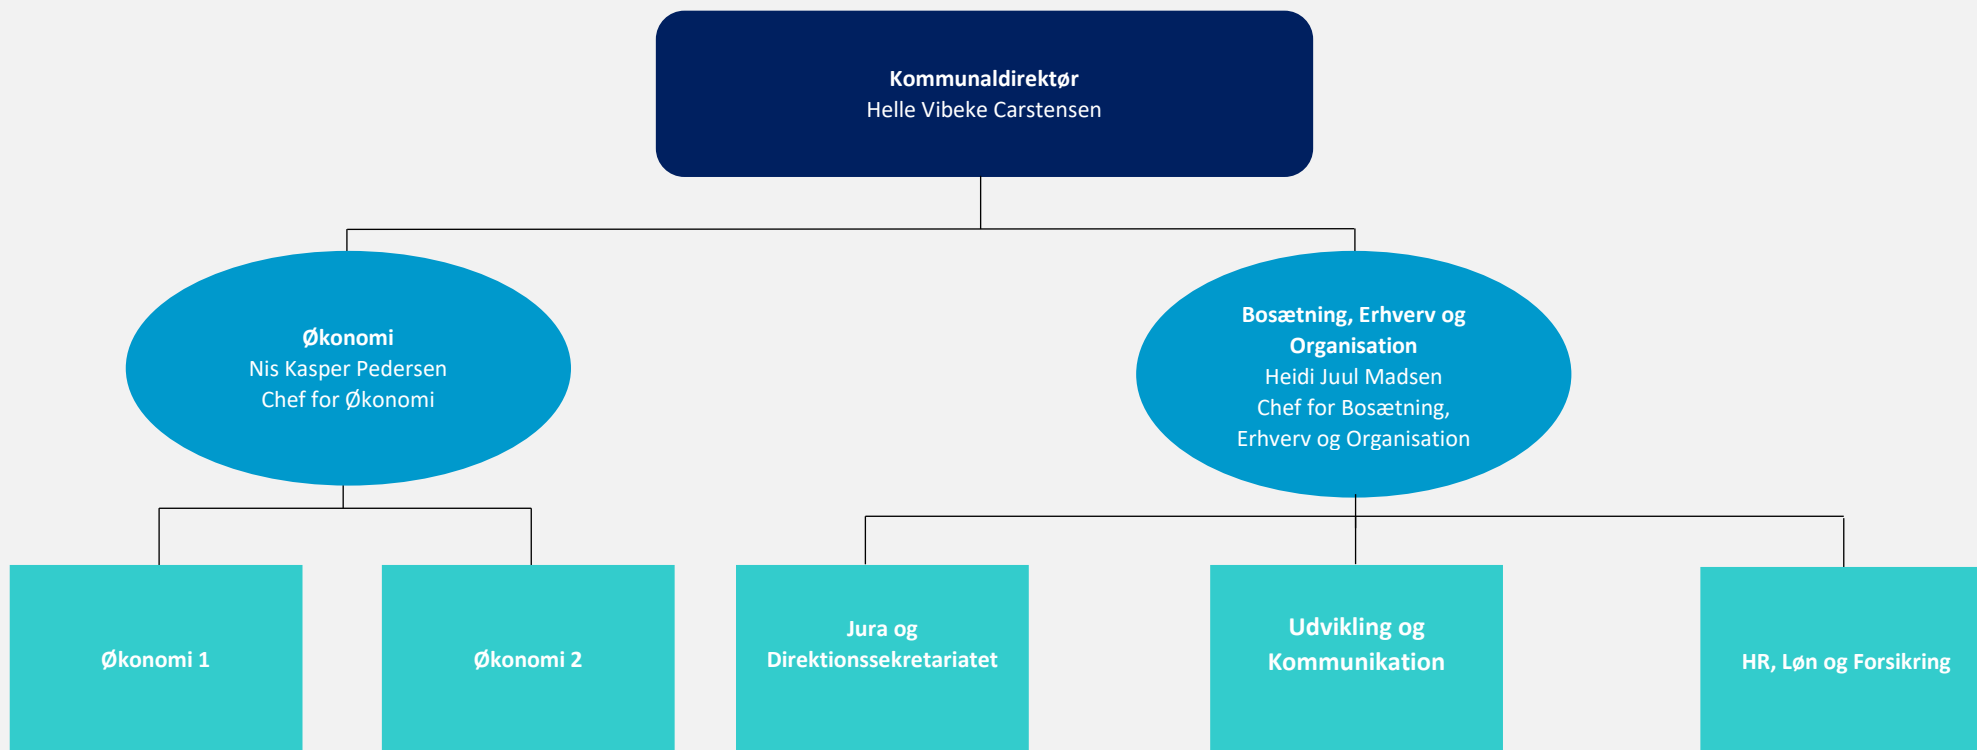 Kommunaldirektør
Helle Vibeke Carstensen
Økonomi
Nis Kasper Pedersen
Chef for Økonomi
Bosætning, Erhverv og
Organisation
Heidi Juul Madsen
Chef for Bosætning,
Erhverv og Organisation
Økonomi 1
Økonomi 2
Jura og
Direktionssekretariatet
Udvikling og
Kommunikation
HR, Løn og Forsikring